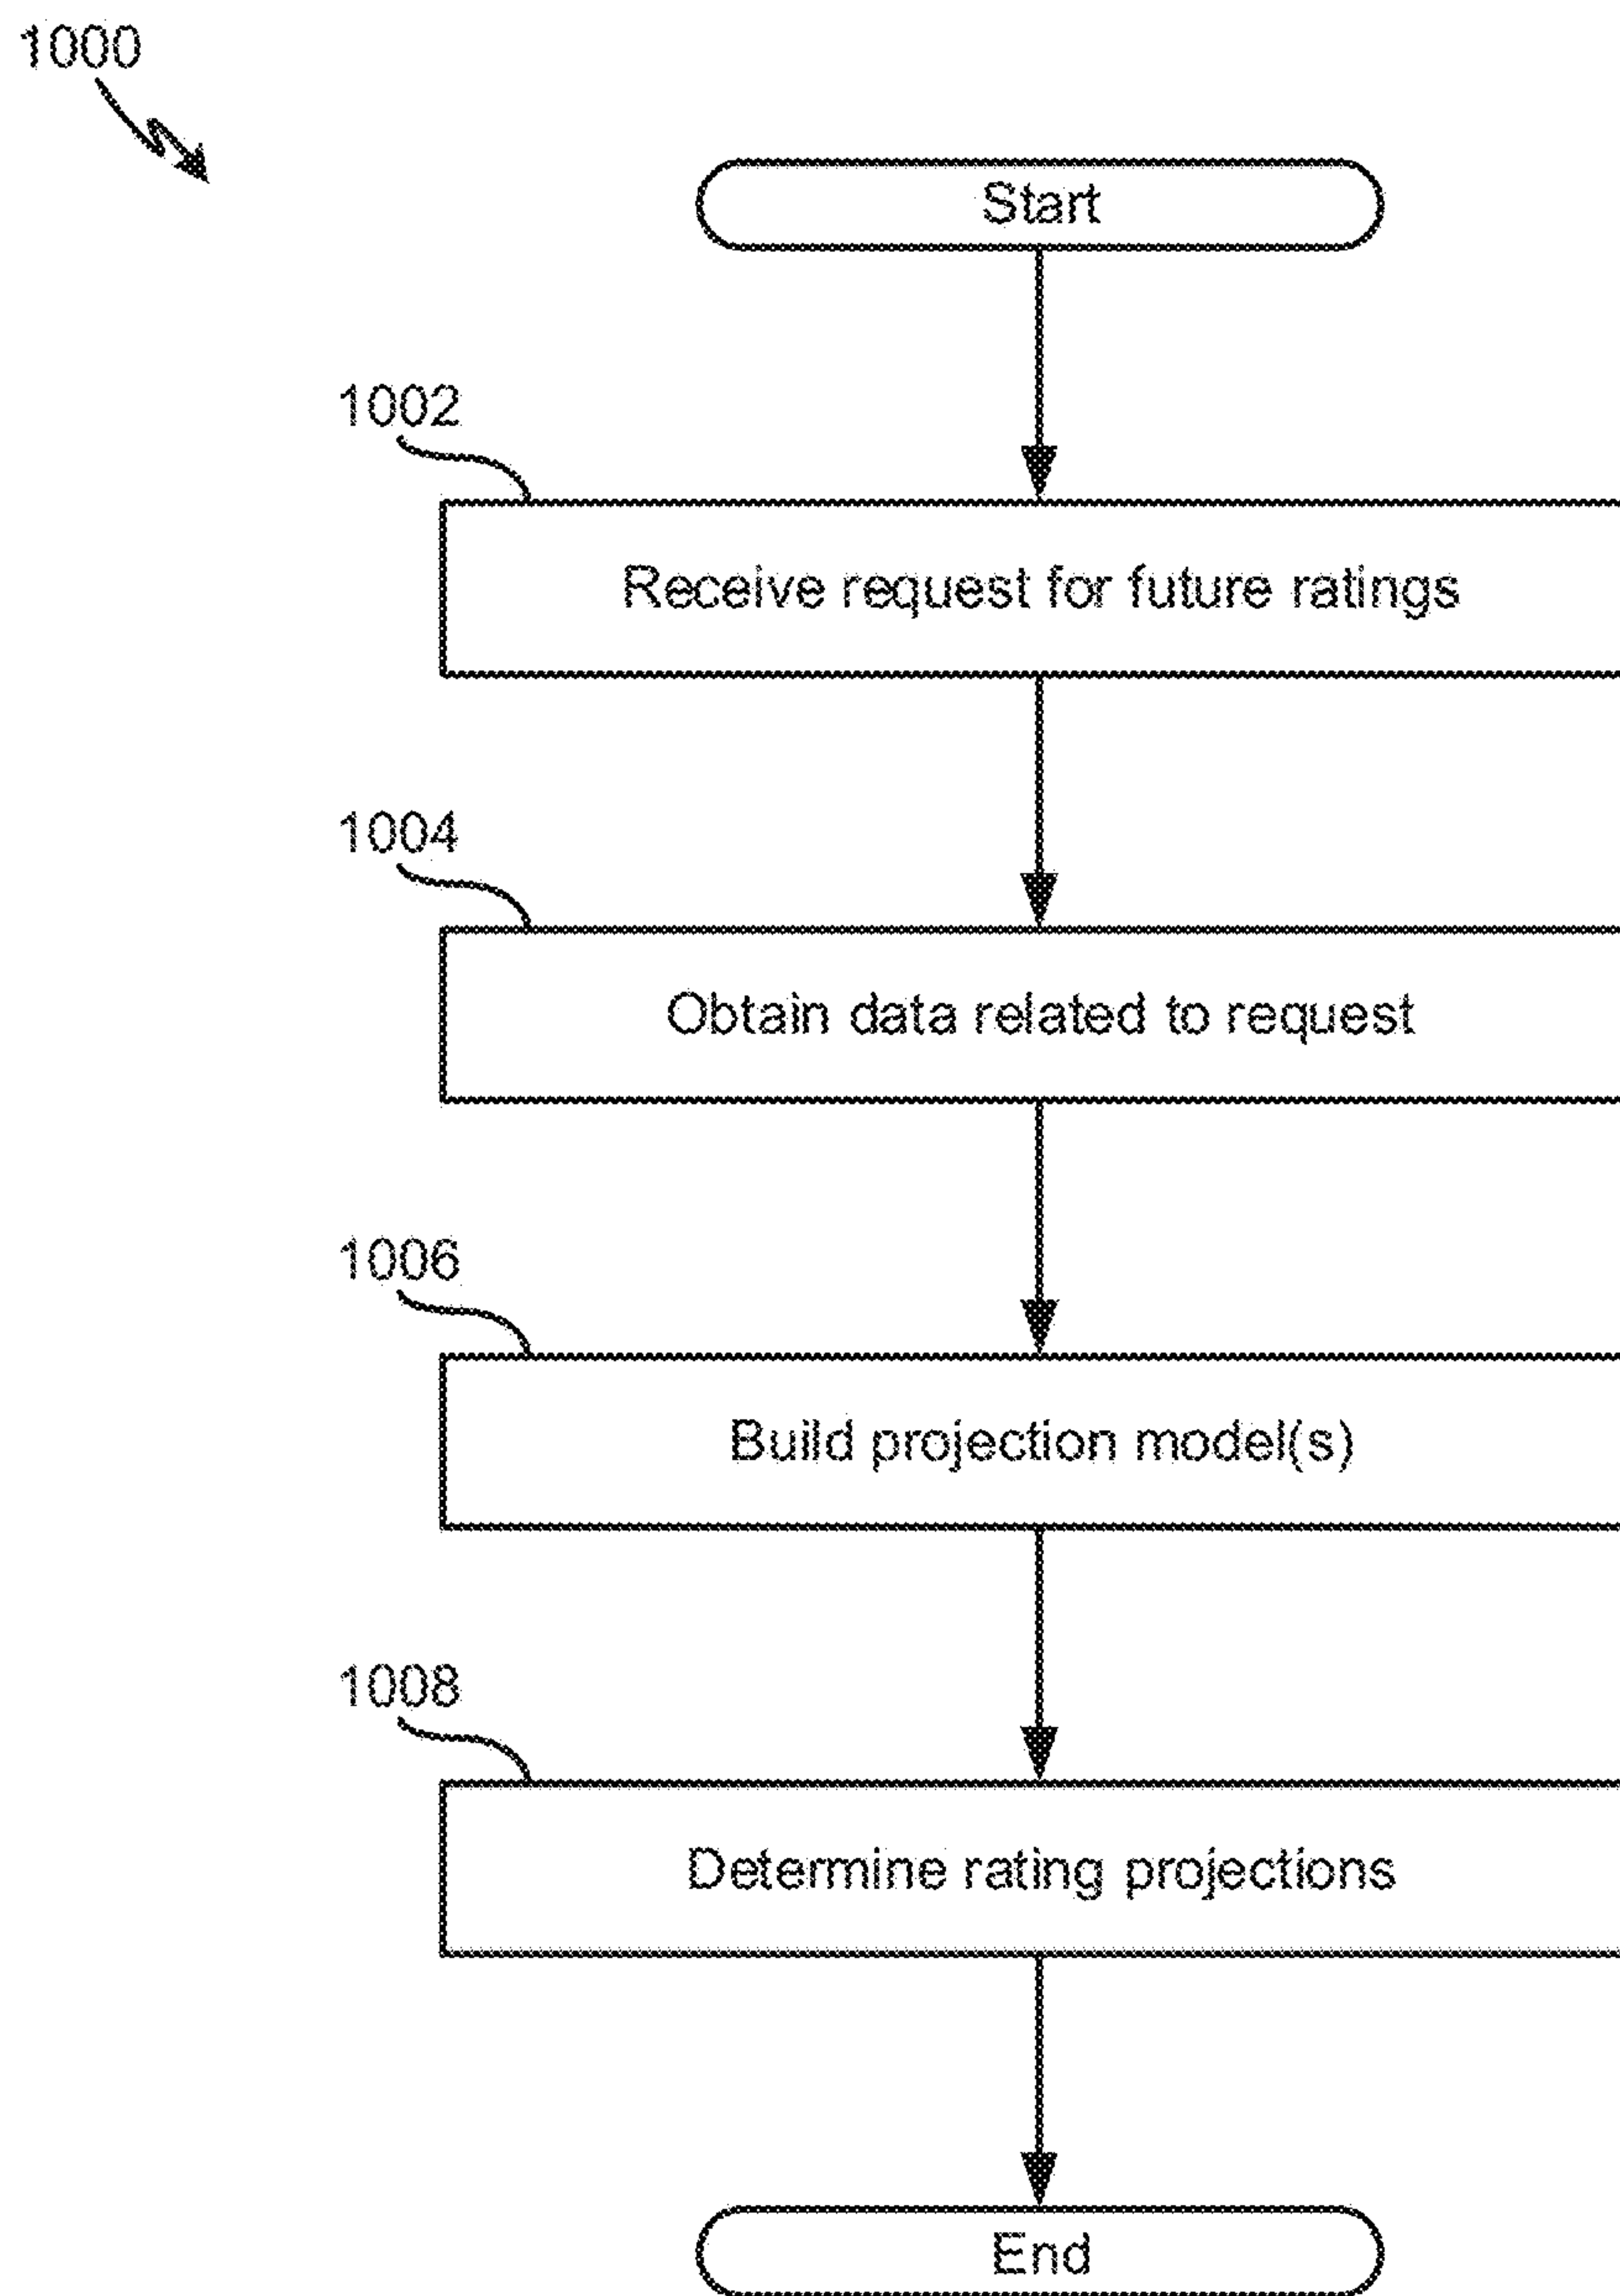 1000
Start
1002
Receive request for future ratings
1004
Obtain data related to request
1006
Build projection model(s)
1008
Determine rating projections
End